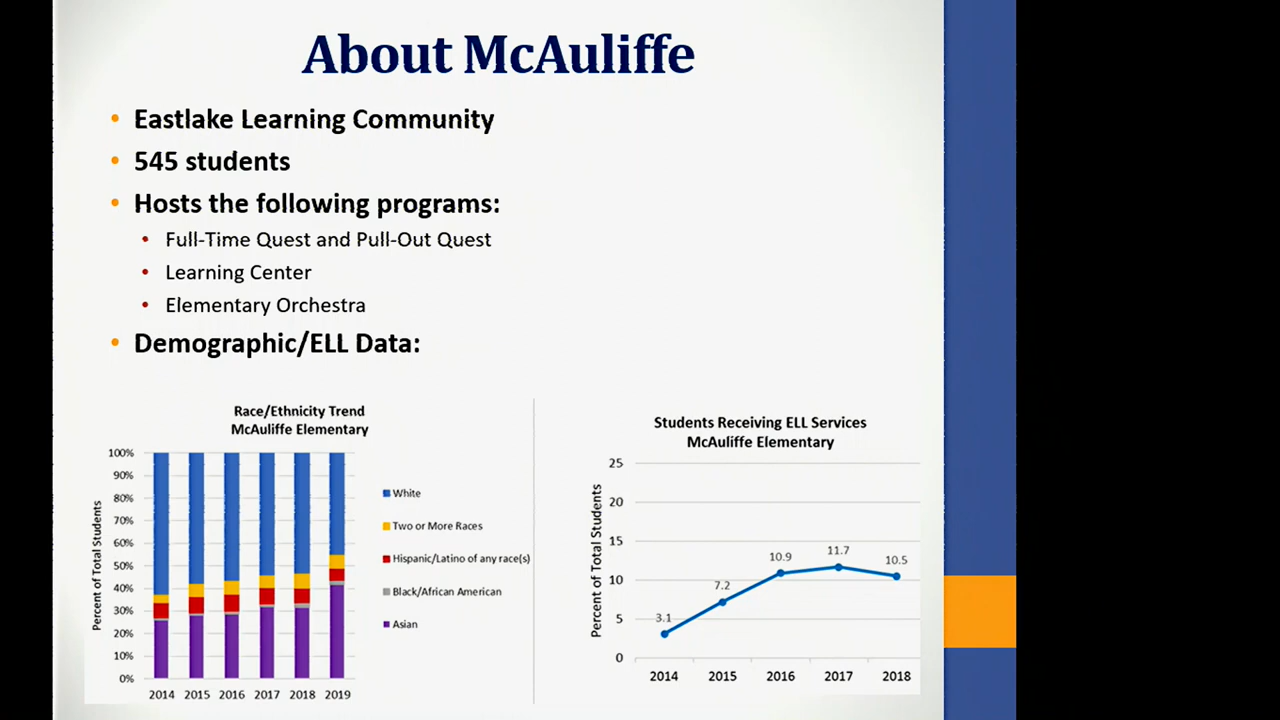 About McAuliffe
Eastlake Learning Community
545 students
Hosts the following programs:
Full-Time Quest and Pull-Out Quest
Learning Center
Elementary Orchestra
Demographic/ELL Data:
Race/Ethnicity Trend
McAuliffe Elementary
100%
90%
80%
70%
60%
50%
40%
30%
20%
10%
0%
Percent of Total Students
2014 2015 2016 2017 2018 2019
White
Two or More Races
Hispanic/Latino of any race(s)
Black/African American
Asian
Students Receiving ELL Services
McAuliffe Elementary
25
20
15
10
5
0
Percent of Total Students
3.1
7.2
10.9
11.7
10.5
2014 2015 2016 2017 2018